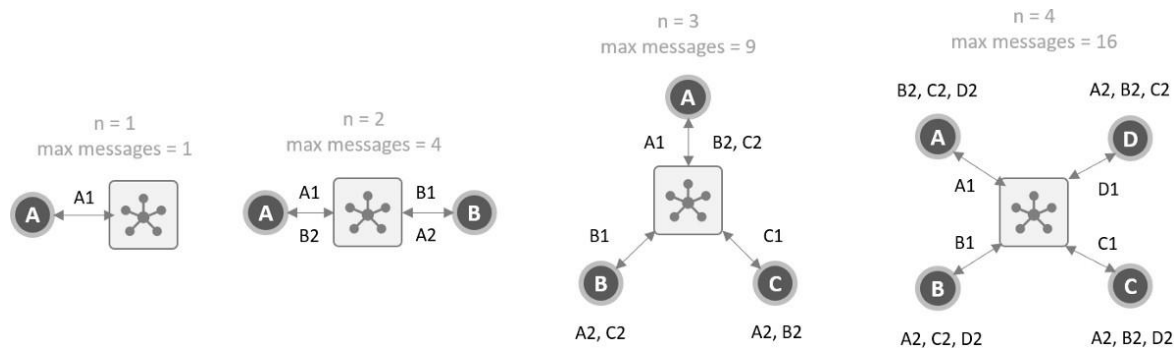 n = 1
max messages = 1
A
A1
n = 2
max messages = 4
A
A1
B2
B1
A2
B
n = 3
max messages = 9
A
A1
B2, C2
B1
C1
B
C
A2, C2
A2, B2
n = 4
max messages = 16
B2, C2, D2
A2, B2, C2
A
D
A1
D1
B1
C1
B
C
A2, C2, D2
A2, B2, D2